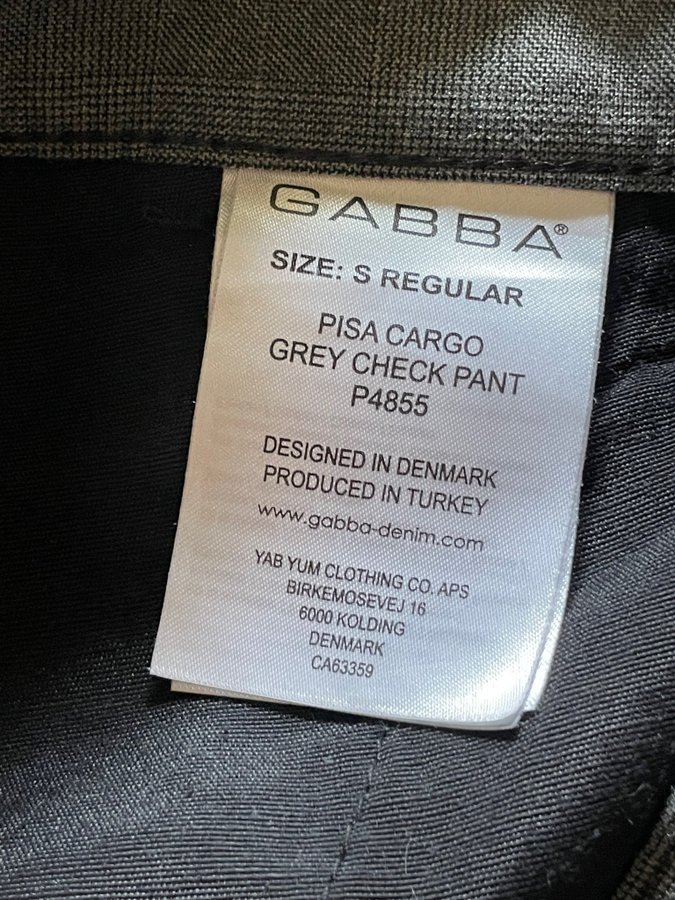 GABBA®
SIZE: S REGULAR
PISA CARGO
GREY CHECK PANT
P4855
DESIGNED IN DENMARK
PRODUCED IN TURKEY
www.gabba-denim.com
YAB YUM CLOTHING CO. APS
BIRKEMOSEVEJ 16
6000 KOLDING
DENMARK
CA63359